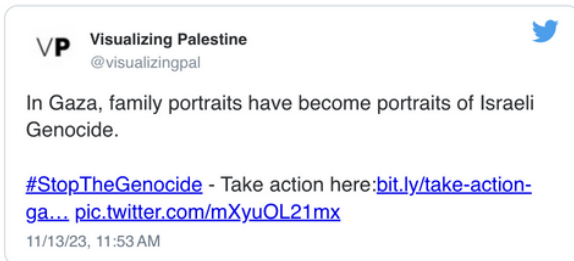 VP Visualizing Palestine
@visualizingpal
In Gaza, family portraits have become portraits of Israeli
Genocide.
#StopTheGenocide - Take action here:bit.ly/take-action-
ga… pic.twitter.com/mXyuOL21mx
11/13/23, 11:53 AM